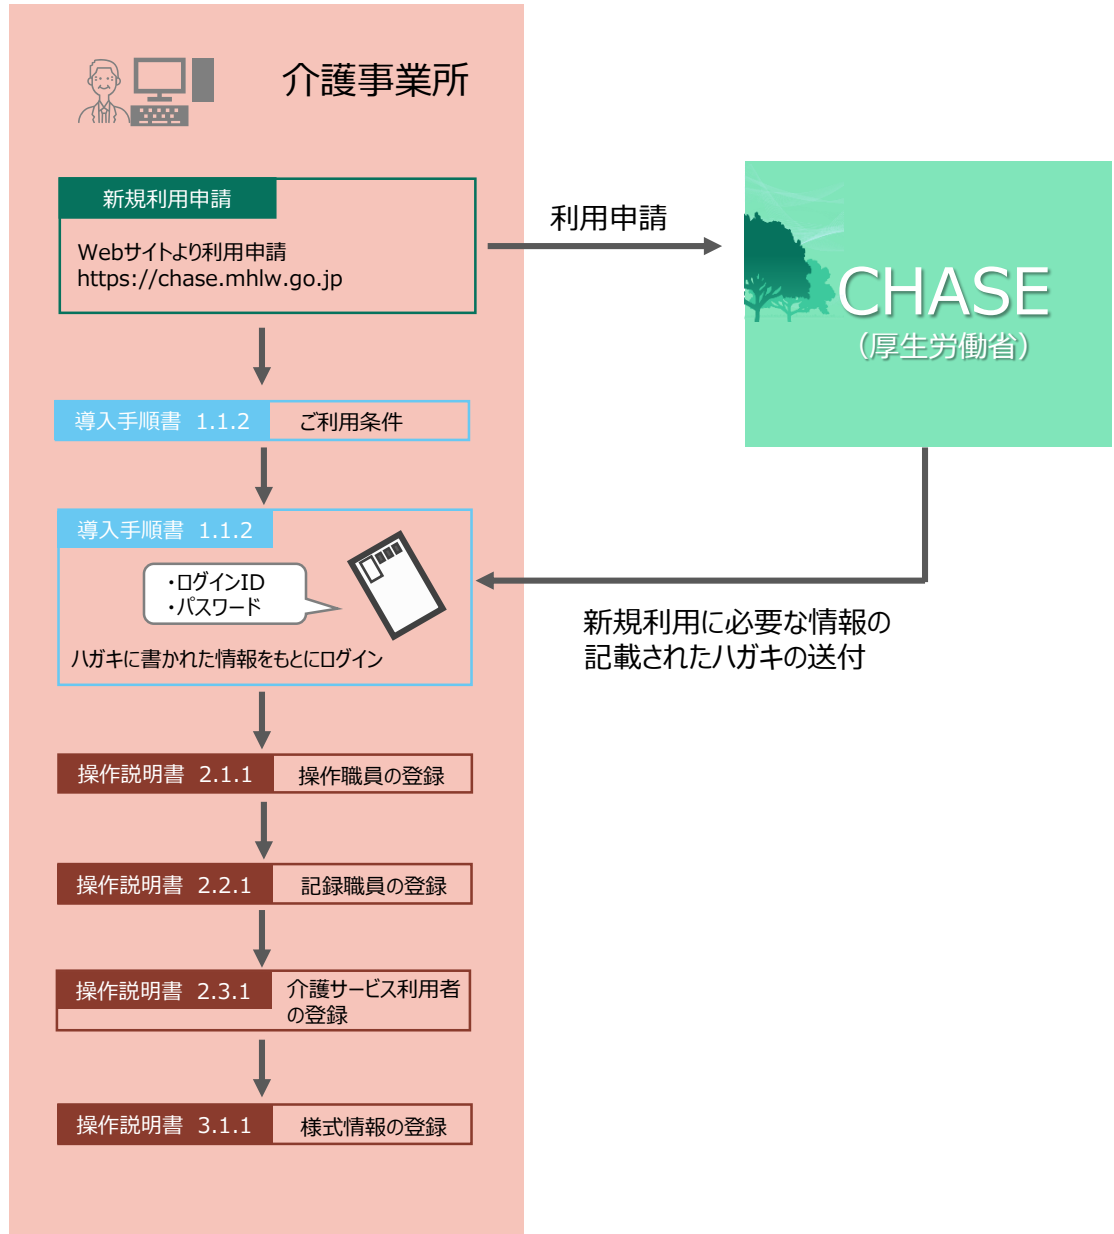 介護事業所
新規利用申請
Webサイトより利用申請
https://chase.mhlw.go.jp
利用申請
CHASE
（厚生労働省）
導入手順書 1.1.2
ご利用条件
導入手順書 1.1.2
・ログインID
・パスワード
ハガキに書かれた情報をもとにログイン
新規利用に必要な情報の
記載されたハガキの送付
操作説明書 2.1.1
操作職員の登録
操作説明書 2.2.1
記録職員の登録
操作説明書 2.3.1
介護サービス利用者
の登録
操作説明書 3.1.1
様式情報の登録